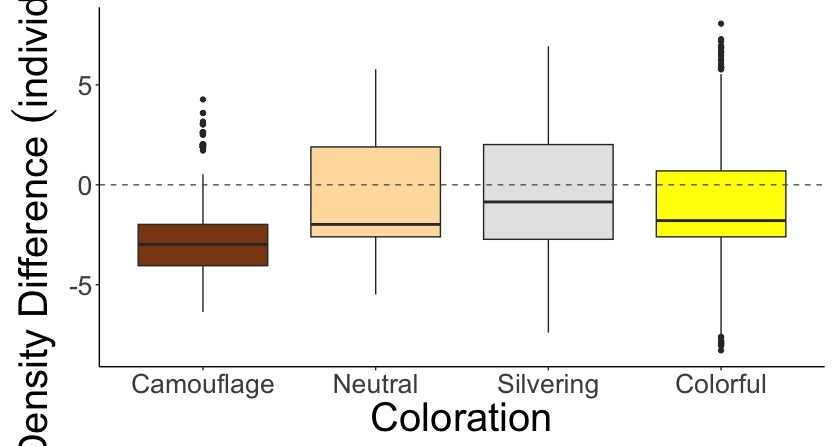 Density Difference (individ
5
0
-5
Camouflage Neutral Silvering Colorful
Coloration